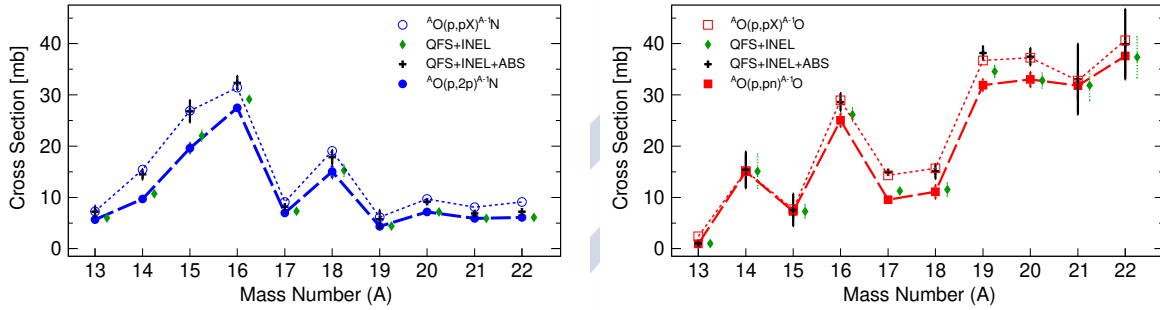 Cross Section [mb]
40
30
20
10
0
ᴬO(p,pX)ᴬ⁻¹N
QFS+INEL
QFS+INEL+ABS
ᴬO(p,2p)ᴬ⁻¹N
13 14 15 16 17 18 19 20 21 22
Mass Number (A)
Cross Section [mb]
40
30
20
10
0
ᴬO(p,pX)ᴬ⁻¹O
QFS+INEL
QFS+INEL+ABS
ᴬO(p,pn)ᴬ⁻¹O
13 14 15 16 17 18 19 20 21 22
Mass Number (A)